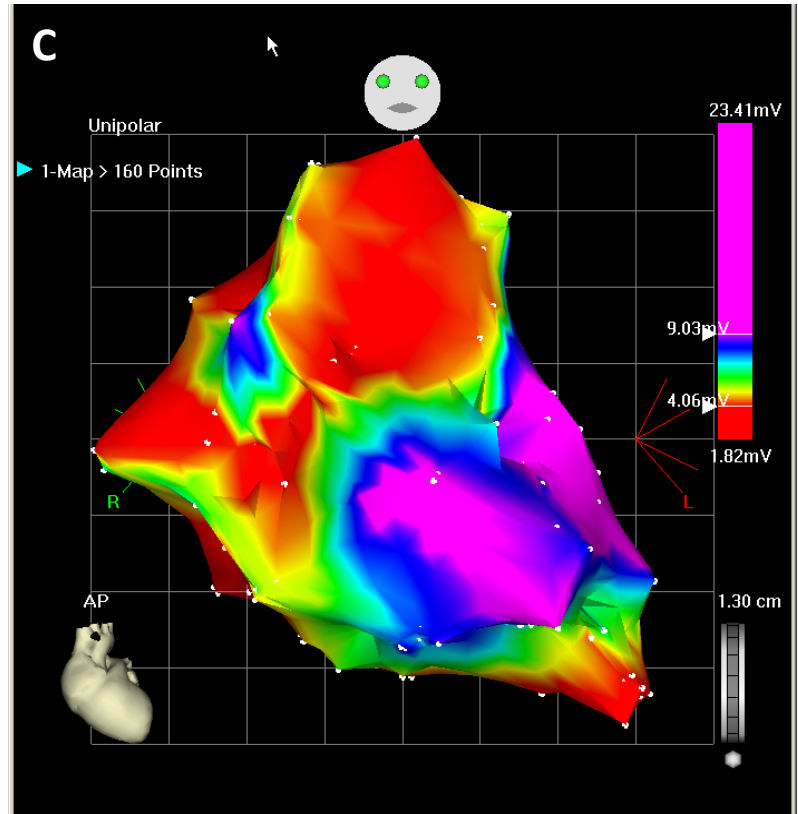 C
23.41mV
Unipolar
1-Map > 160 Points
9.03mV
4.06mV
1.82mV
R
L
AP
1.30 cm